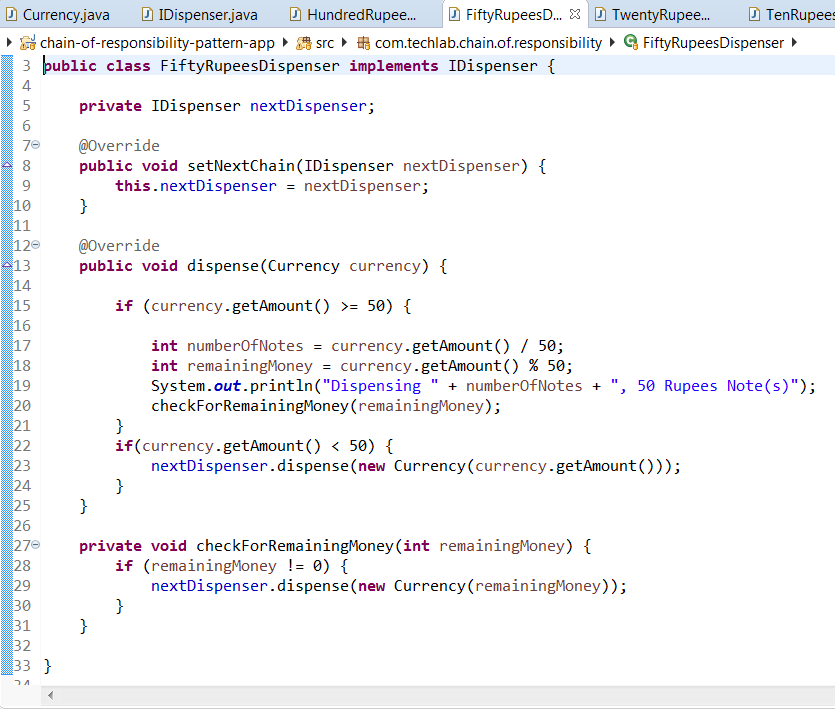 Currency.java IDispenser.java HundredRupee... FiftyRupeesD... TwentyRupee... TenRupees
chain-of-responsibility-pattern-app src com.techlab.chain.of.responsibility FiftyRupeesDispenser
3 public class FiftyRupeesDispenser implements IDispenser {
4
5 private IDispenser nextDispenser;
6
7 @Override
8 public void setNextChain(IDispenser nextDispenser) {
9 this.nextDispenser = nextDispenser;
10 }
11
12 @Override
13 public void dispense(Currency currency) {
14
15 if (currency.getAmount() >= 50) {
16
17 int numberOfNotes = currency.getAmount() / 50;
18 int remainingMoney = currency.getAmount() % 50;
19 System.out.println("Dispensing " + numberOfNotes + ", 50 Rupees Note(s)");
20 checkForRemainingMoney(remainingMoney);
21 }
22 if(currency.getAmount() < 50) {
23 nextDispenser.dispense(new Currency(currency.getAmount()));
24 }
25 }
26
27 private void checkForRemainingMoney(int remainingMoney) {
28 if (remainingMoney != 0) {
29 nextDispenser.dispense(new Currency(remainingMoney));
30 }
31 }
32
33 }